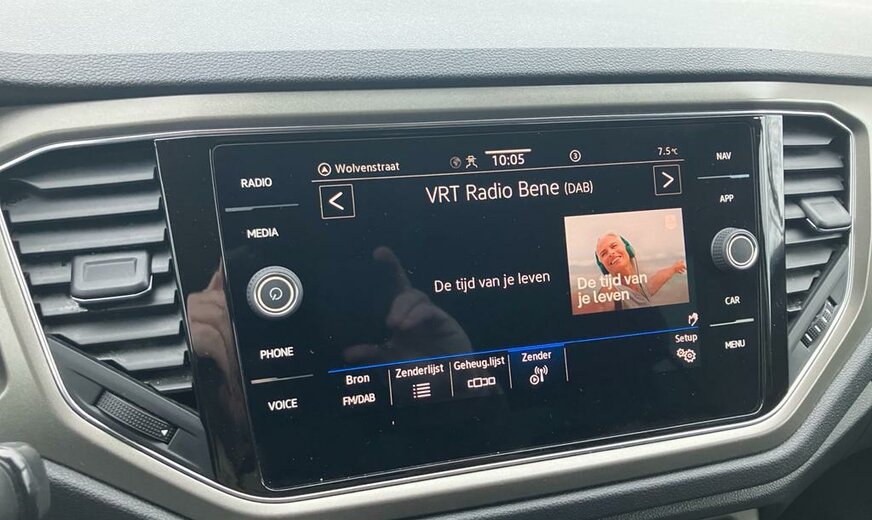 RADIO
MEDIA
PHONE
VOICE
Wolvenstraat
10:05
3
7.5°C
VRT Radio Bene (DAB)
De tijd van je leven
De tijd van
je leven
Bron
FM/DAB
Zenderlijst
Geheug.lijst
Zender
Setup
NAV
APP
CAR
MENU